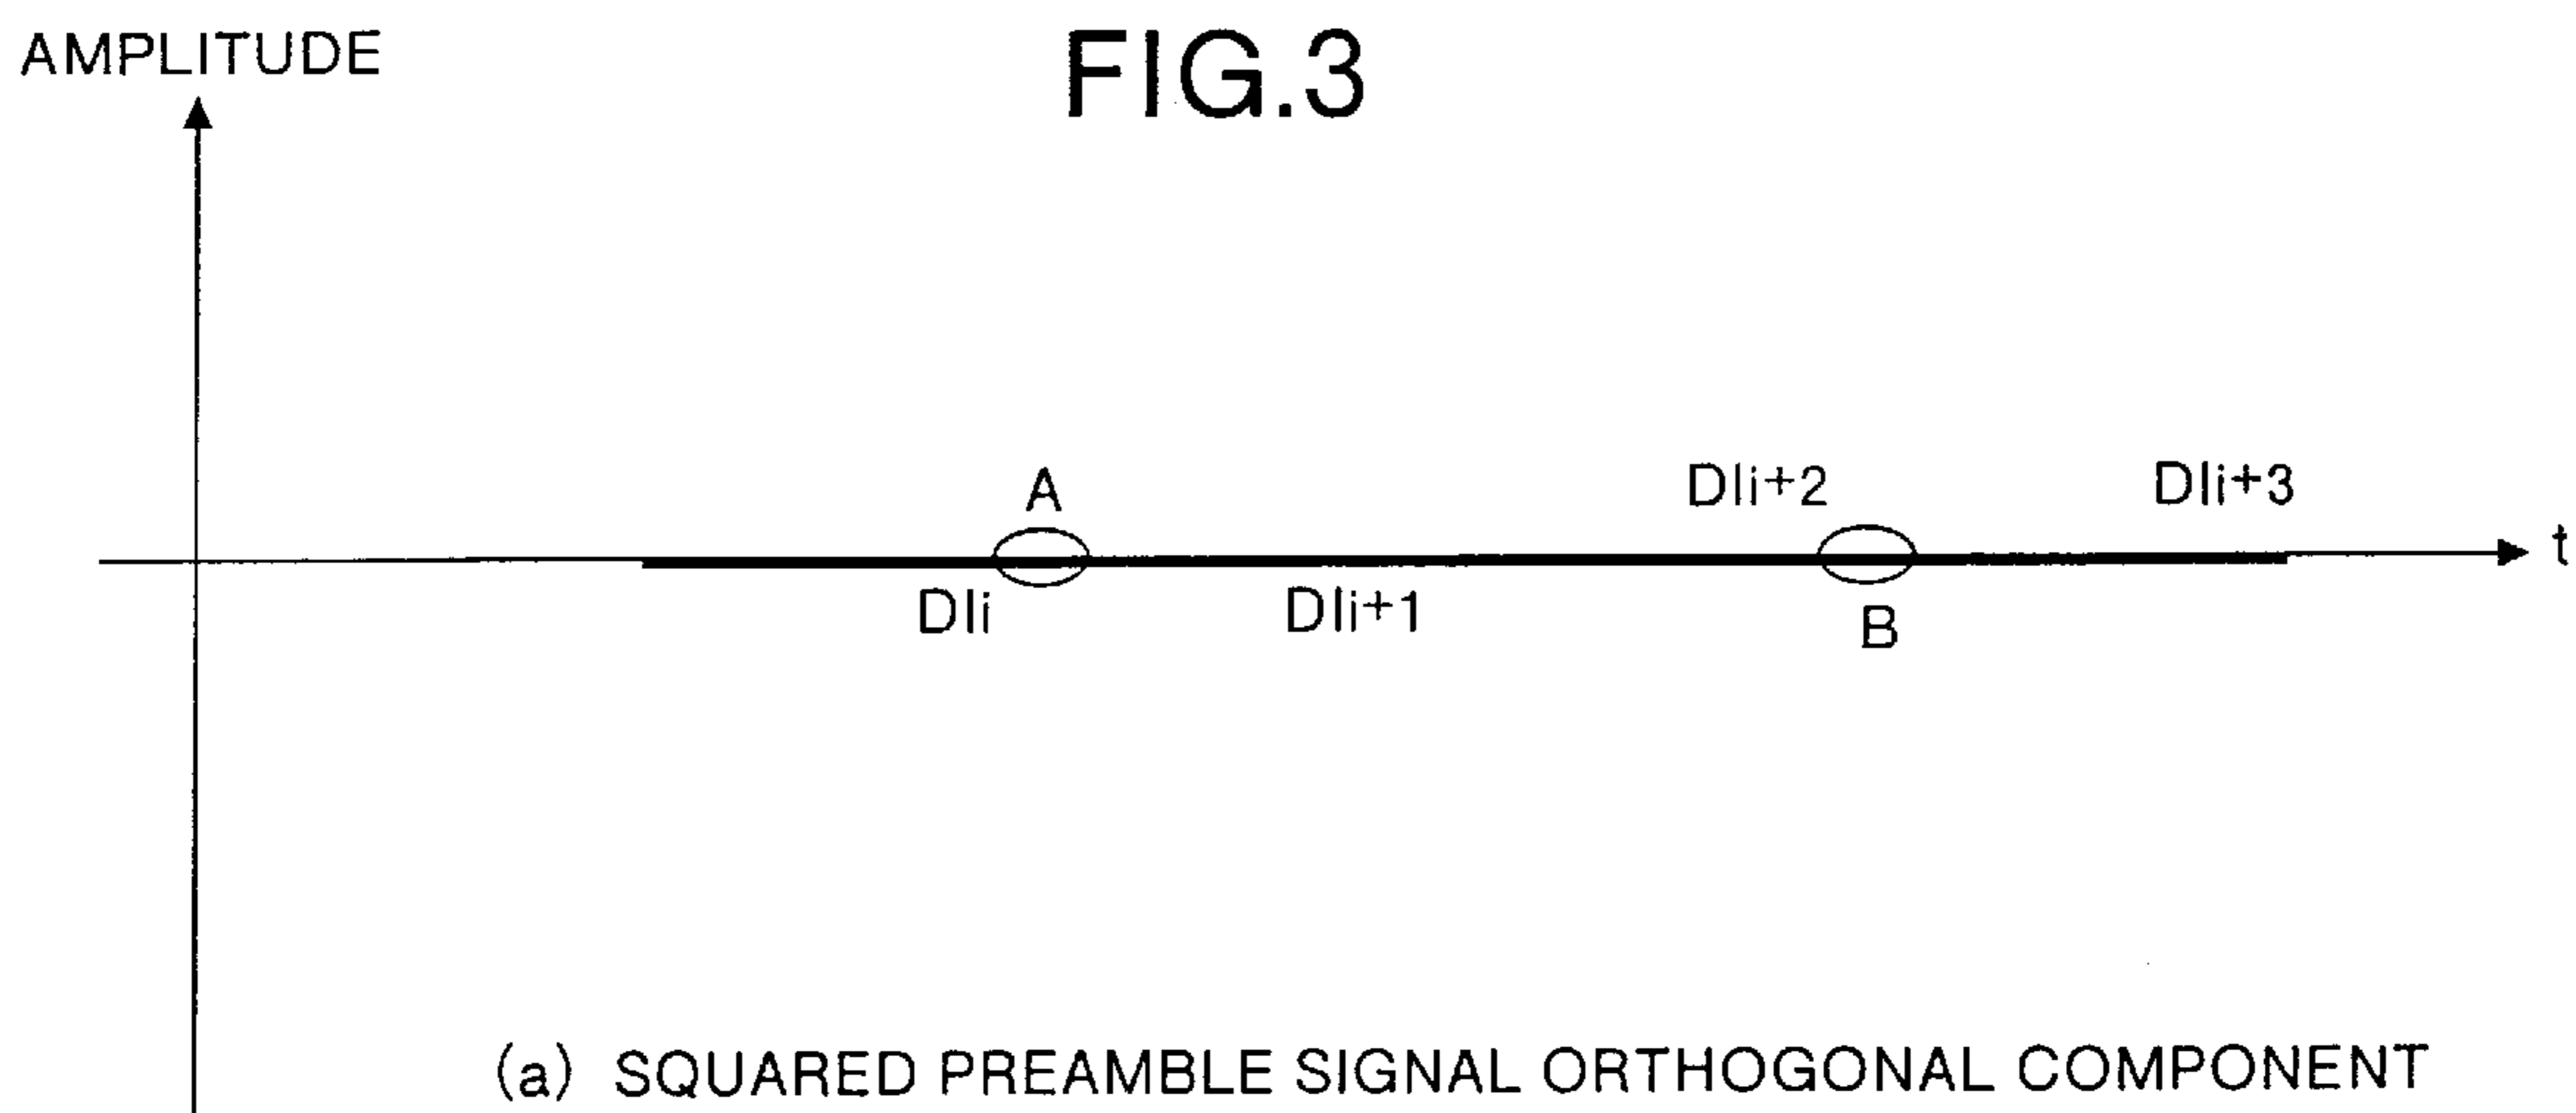 FIG.3
AMPLITUDE
A
DIi+2
DIi+3
t
DIi
DIi+1
B
(a) SQUARED PREAMBLE SIGNAL ORTHOGONAL COMPONENT